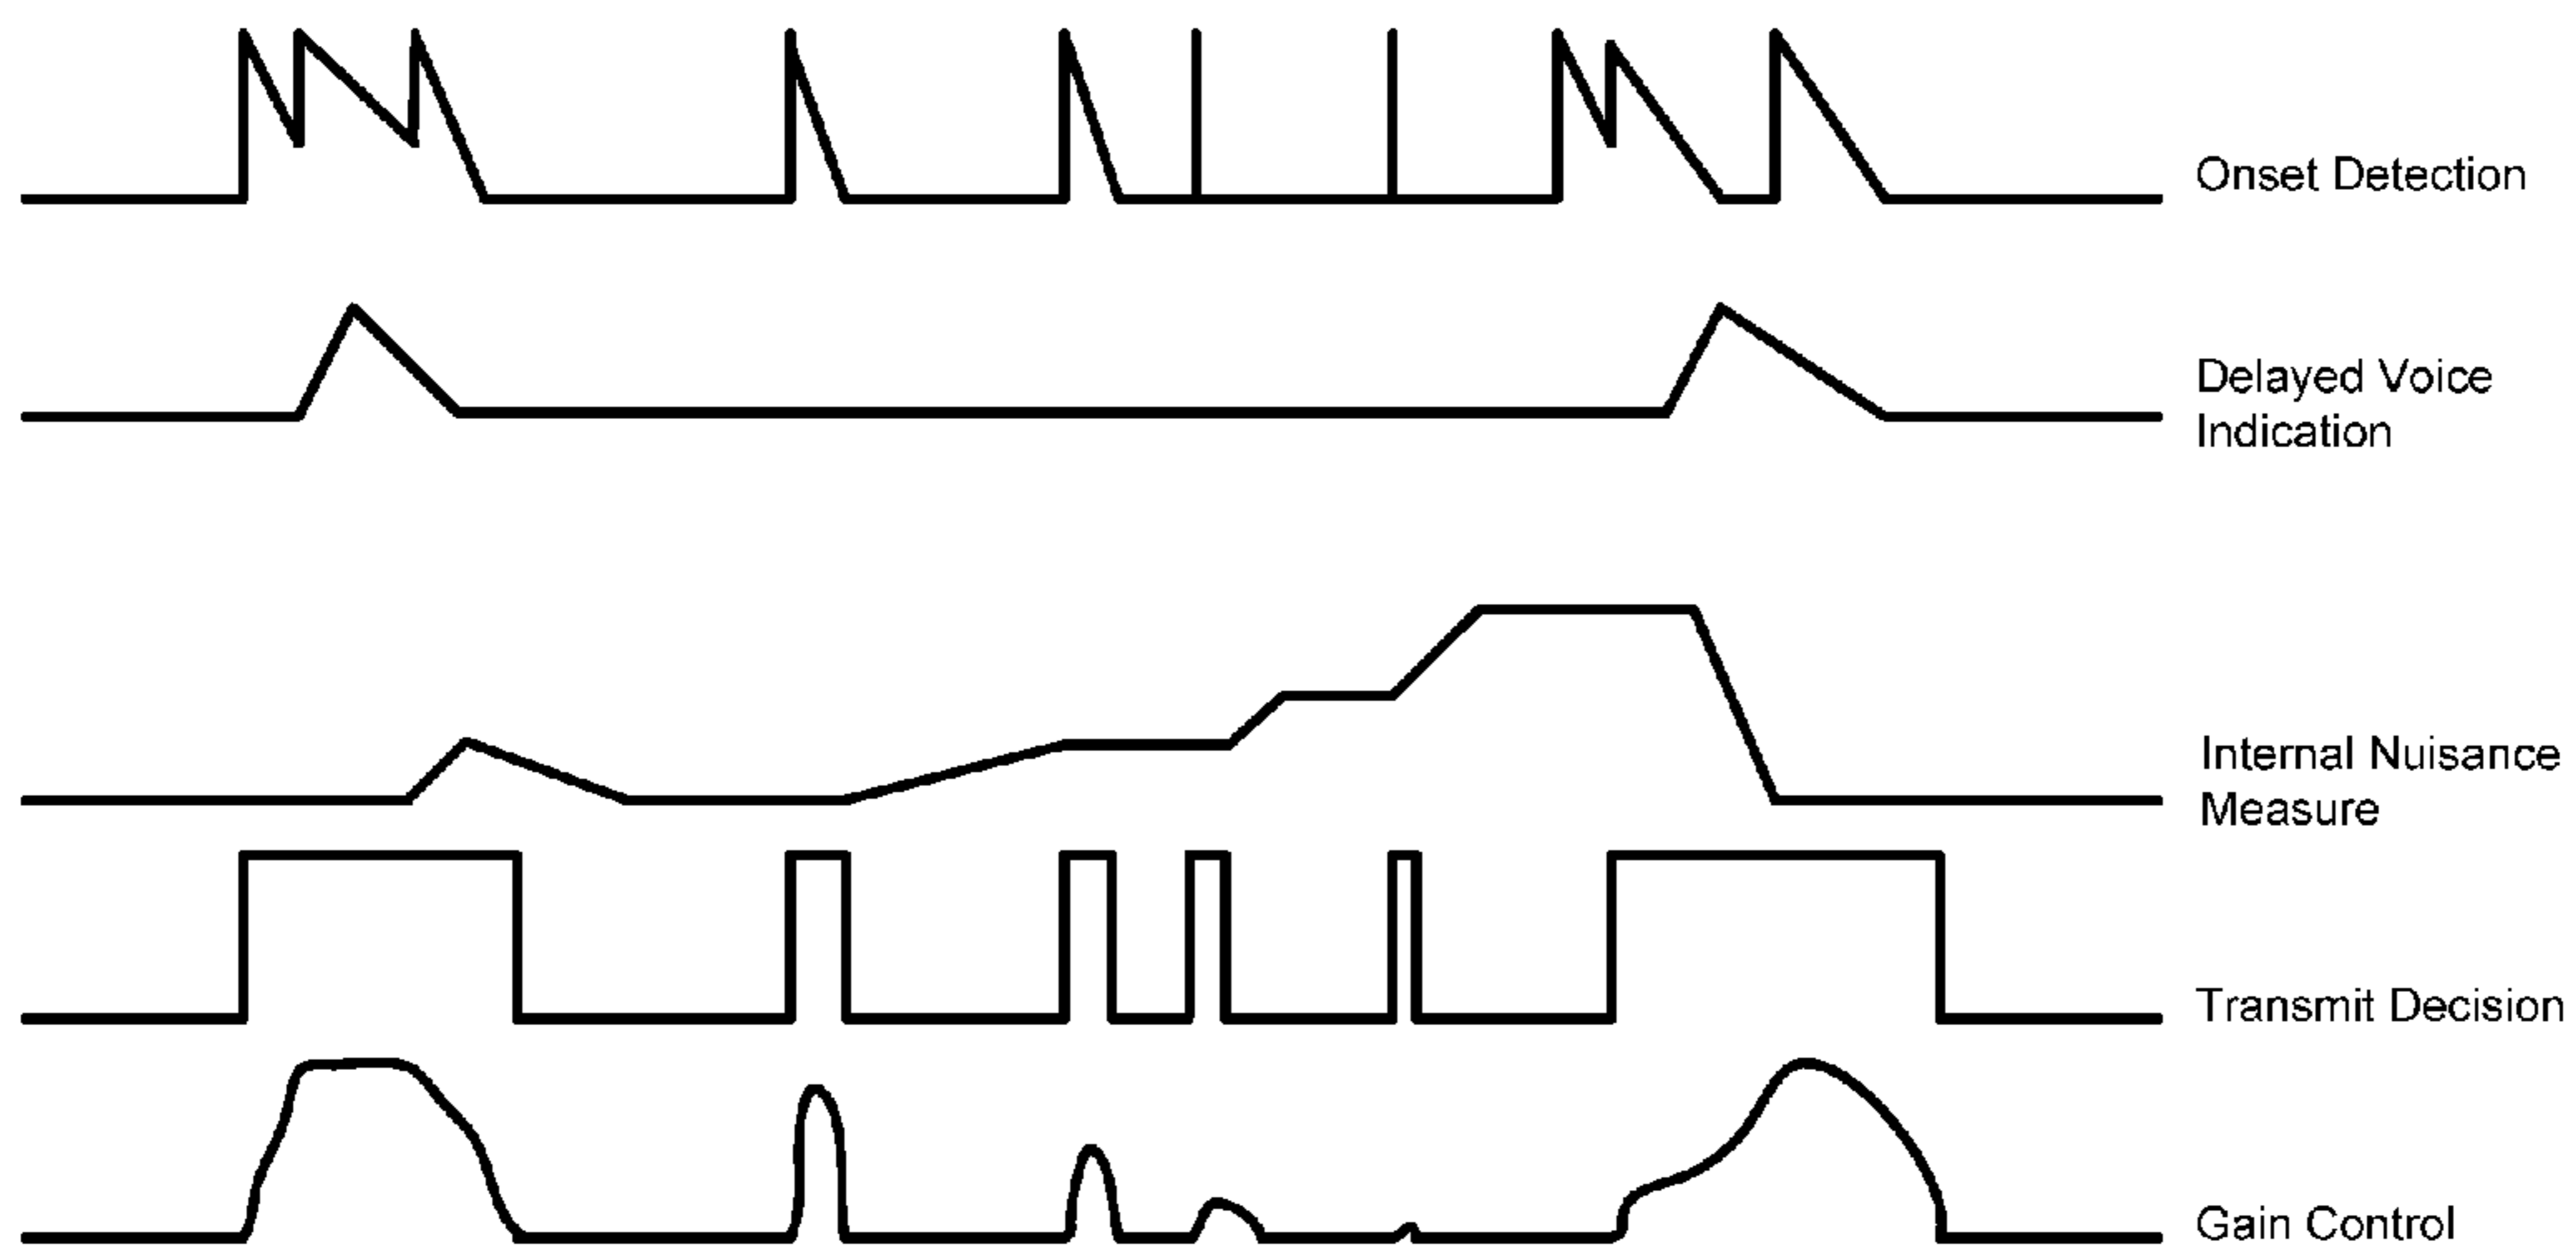 Onset Detection
Delayed Voice
Indication
Internal Nuisance
Measure
Transmit Decision
Gain Control